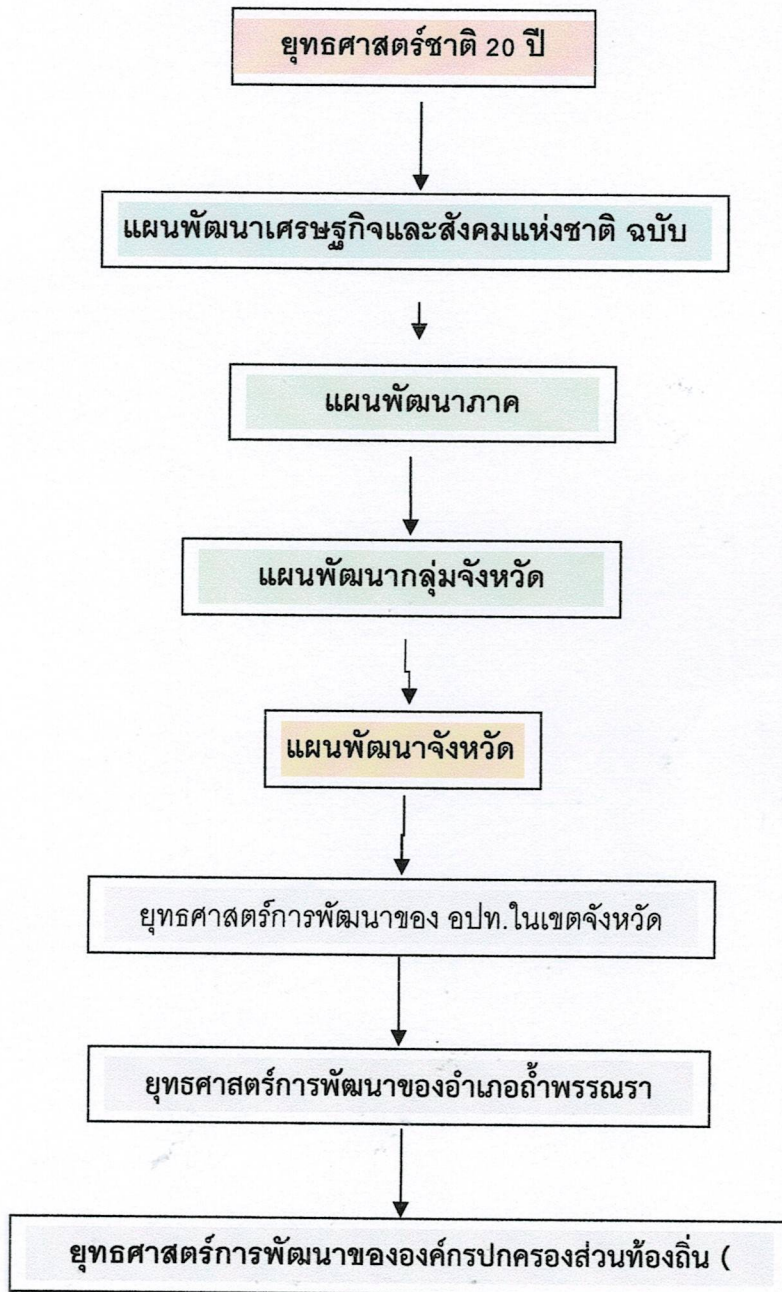 ยุทธศาสตร์ชาติ 20 ปี
แผนพัฒนาเศรษฐกิจและสังคมแห่งชาติ ฉบับ
แผนพัฒนาภาค
แผนพัฒนากลุ่มจังหวัด
แผนพัฒนาจังหวัด
ยุทธศาสตร์การพัฒนาของ อปท.ในเขตจังหวัด
ยุทธศาสตร์การพัฒนาของอำเภอถ้ำพรรณรา
ยุทธศาสตร์การพัฒนาขององค์กรปกครองส่วนท้องถิ่น (